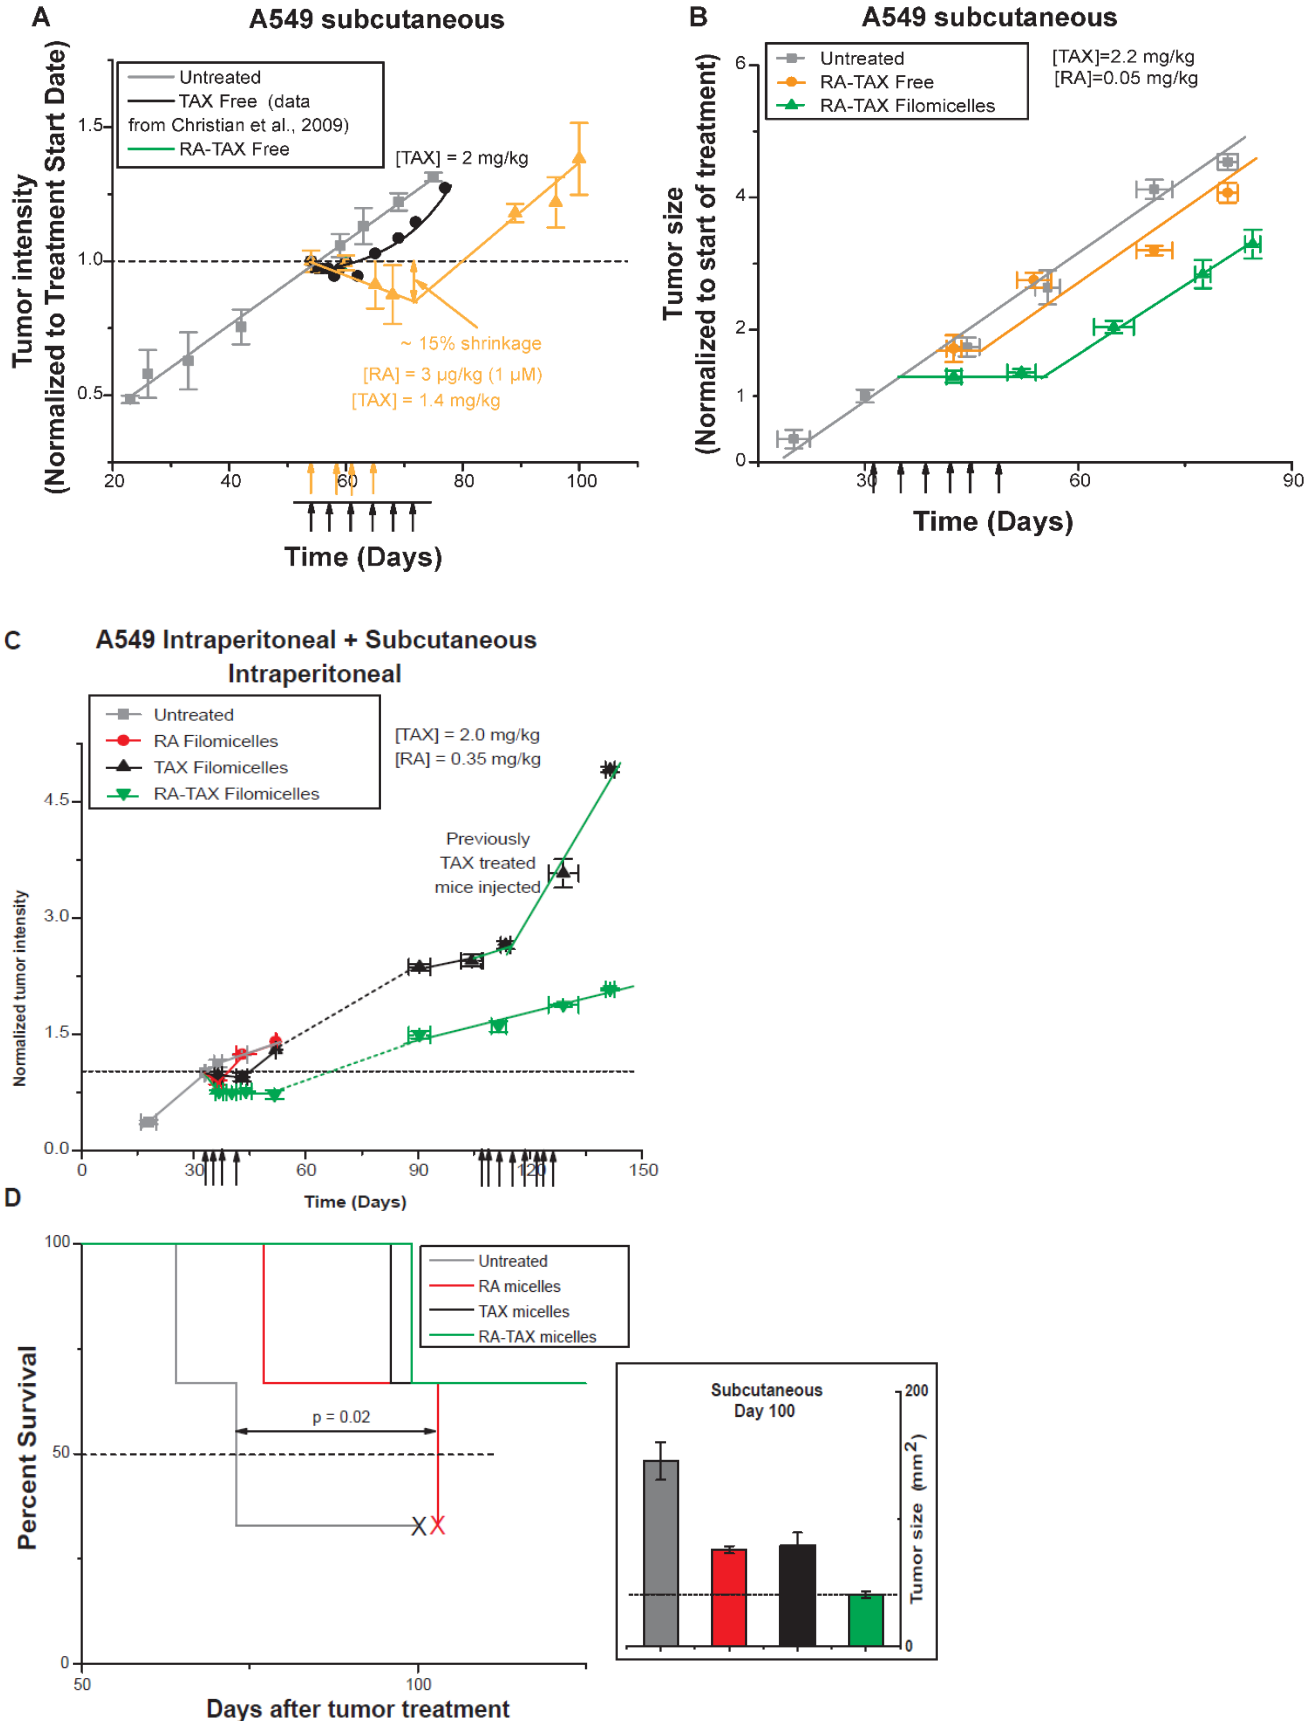 A
A549 subcutaneous
Tumor intensity
(Normalized to Treatment Start Date)
Untreated
TAX Free (data
from Christian et al., 2009)
RA-TAX Free
[TAX] = 2 mg/kg
1.5
1.0
0.5
~ 15% shrinkage
[RA] = 3 µg/kg (1 µM)
[TAX] = 1.4 mg/kg
20
40
60
80
100
Time (Days)
B
A549 subcutaneous
Tumor size
(Normalized to start of treatment)
Untreated
RA-TAX Free
RA-TAX Filomicelles
[TAX]=2.2 mg/kg
[RA]=0.05 mg/kg
6
4
2
1
0
30
60
90
Time (Days)
C
A549 Intraperitoneal + Subcutaneous
Intraperitoneal
Untreated
RA Filomicelles
TAX Filomicelles
RA-TAX Filomicelles
[TAX] = 2.0 mg/kg
[RA] = 0.35 mg/kg
Previously
TAX treated
mice injected
Normalized tumor intensity
4.5
3.0
1.5
0.0
0
30
60
90
120
150
Time (Days)
D
Percent Survival
100
50
0
Untreated
RA micelles
TAX micelles
RA-TAX micelles
p = 0.02
X
X
50
100
Days after tumor treatment
Subcutaneous
Day 100
200
0
Tumor size (mm²)